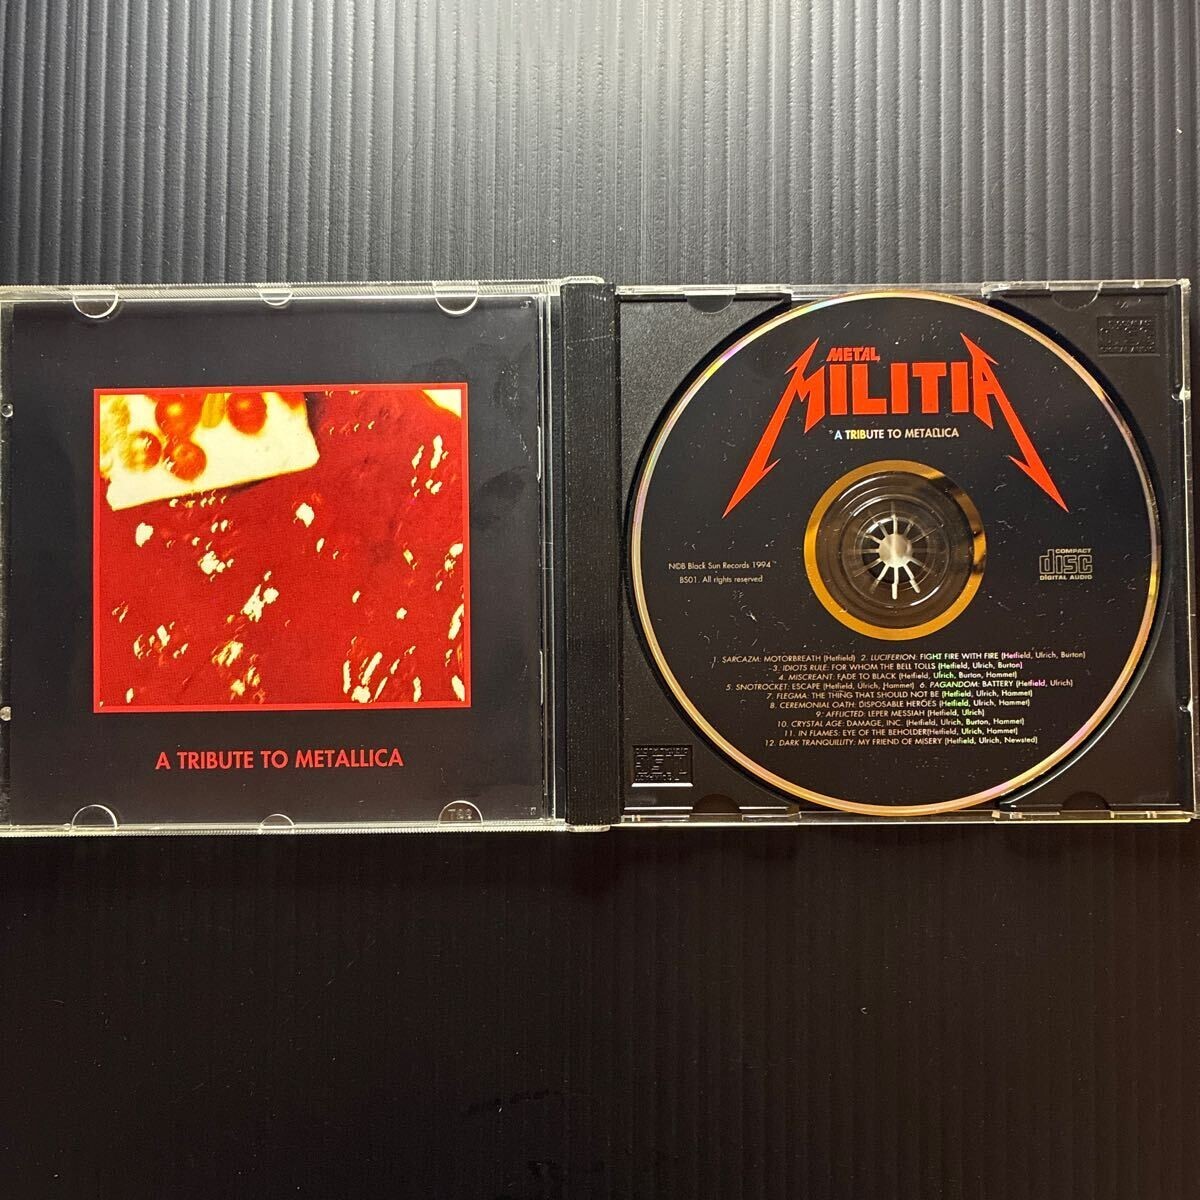 A TRIBUTE TO METALLICA
METAL
MILITIA
A TRIBUTE TO METALLICA
NCB Black Sun Records 1994
BS01. All rights reserved
COMPACT
disc
DIGITAL AUDIO
1. SARCAZM: MOTORBREATH (Hetfield) 2. LUCIFERION: FIGHT FIRE WITH FIRE (Hetfield, Ulrich, Burton)
3. IDIOTS RULE: FOR WHOM THE BELL TOLLS (Hetfield, Ulrich, Burton)
4. MISCREANT: FADE TO BLACK (Hetfield, Ulrich, Burton, Hammet)
5. SNOTROCKET: ESCAPE (Hetfield, Ulrich, Hammet) 6. PAGANDOM: BATTERY (Hetfield, Ulrich)
7. FLEGMA: THE THING THAT SHOULD NOT BE (Hetfield, Ulrich, Hammet)
8. CEREMONIAL OATH: DISPOSABLE HEROES (Hetfield, Ulrich, Hammet)
9. AFFLICTED: LEPER MESSIAH (Hetfield, Ulrich)
10. CRYSTAL AGE: DAMAGE, INC. (Hetfield, Ulrich, Burton, Hammet)
11. IN FLAMES: EYE OF THE BEHOLDER(Hetfield, Ulrich, Hammet)
12. DARK TRANQUILLITY: MY FRIEND OF MISERY (Hetfield, Ulrich, Newsted)